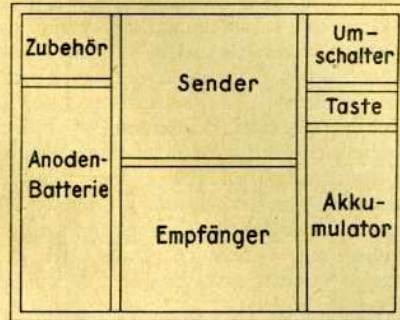 Zubehör
Anoden-
Batterie
Sender
Empfänger
Um-
schalter
Taste
Akku-
mulator